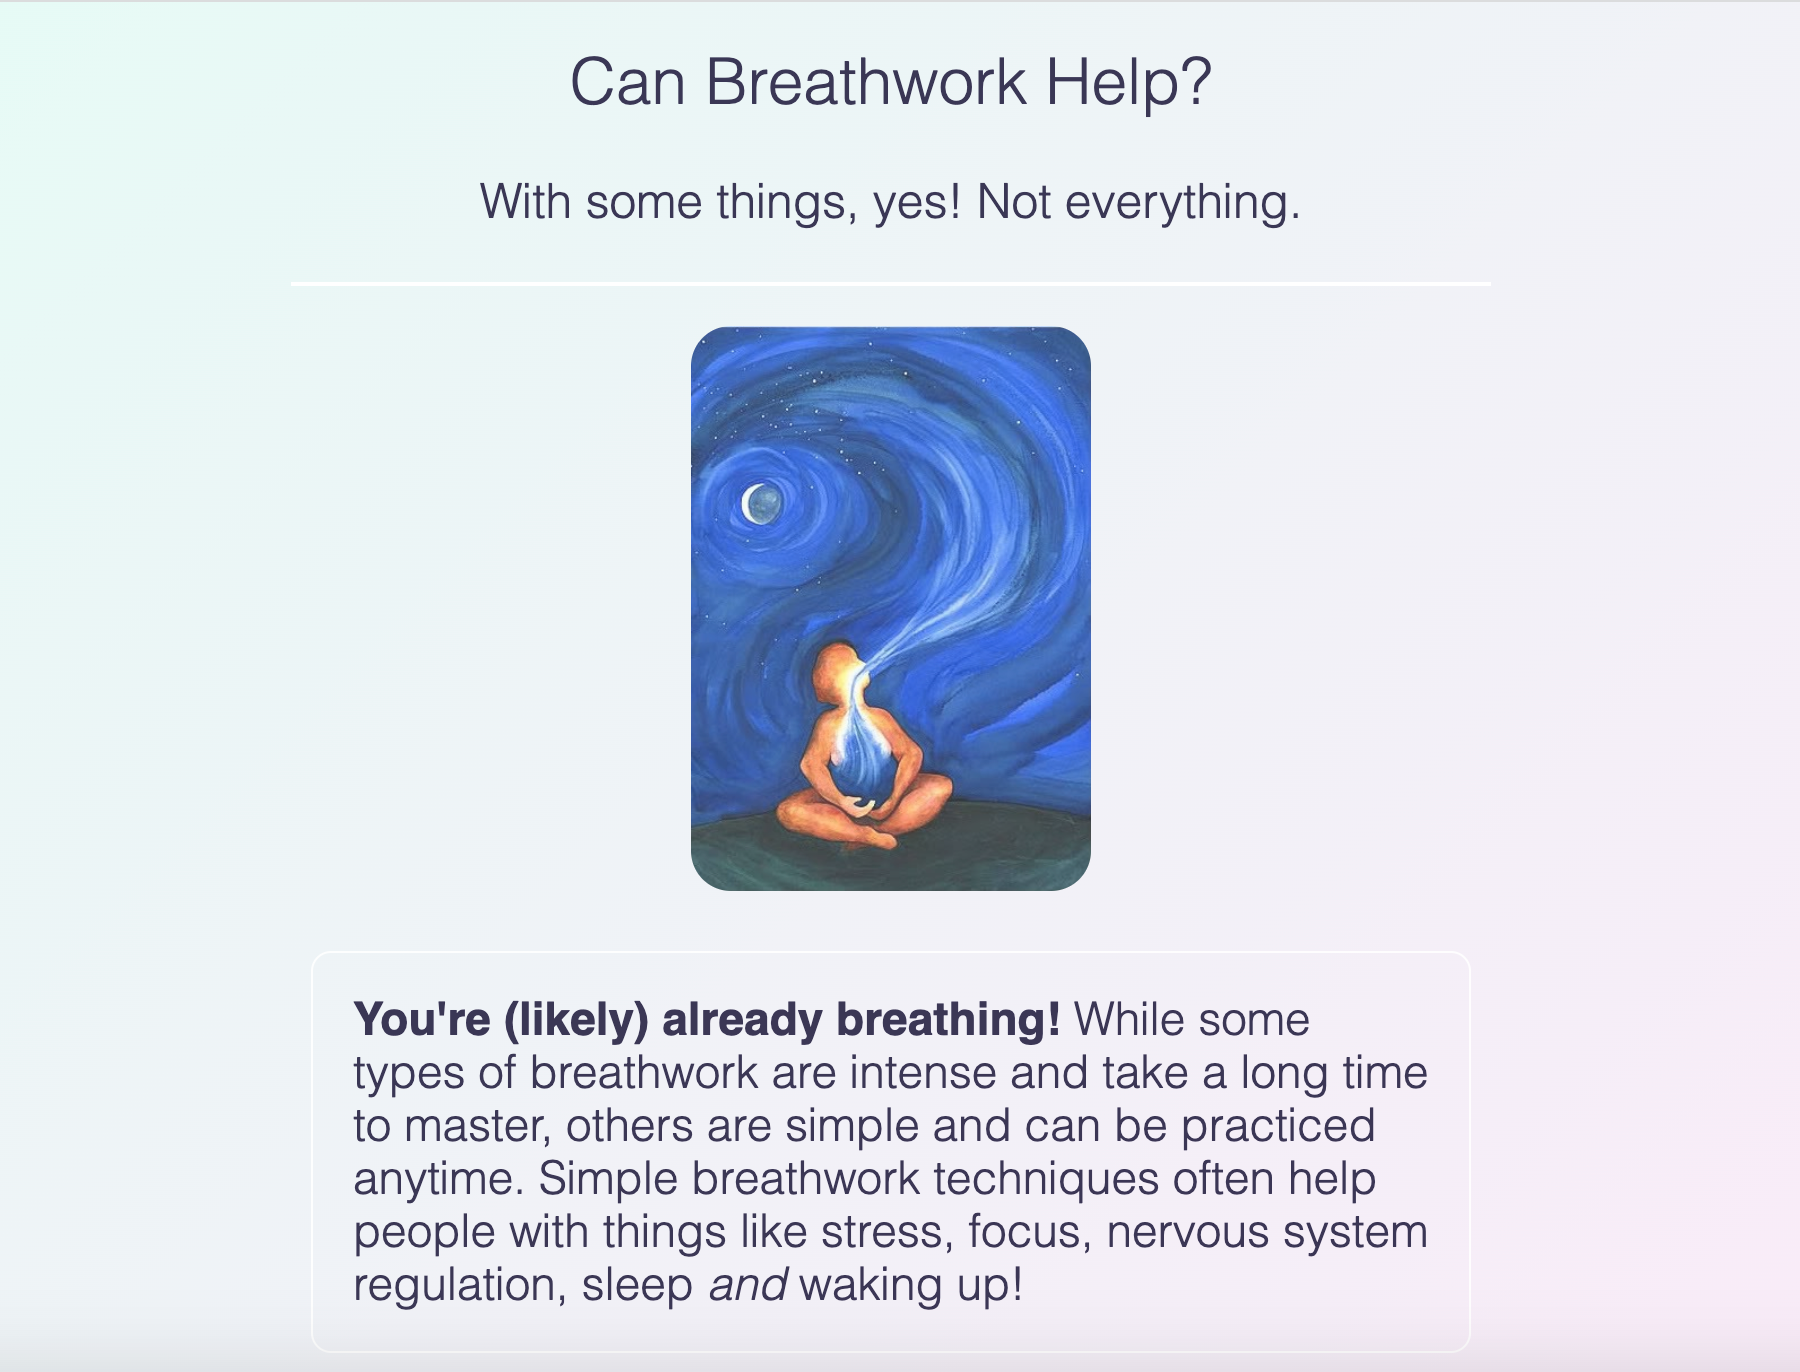 Can Breathwork Help?
With some things, yes! Not everything.
You're (likely) already breathing! While some
types of breathwork are intense and take a long time
to master, others are simple and can be practiced
anytime. Simple breathwork techniques often help
people with things like stress, focus, nervous system
regulation, sleep and waking up!